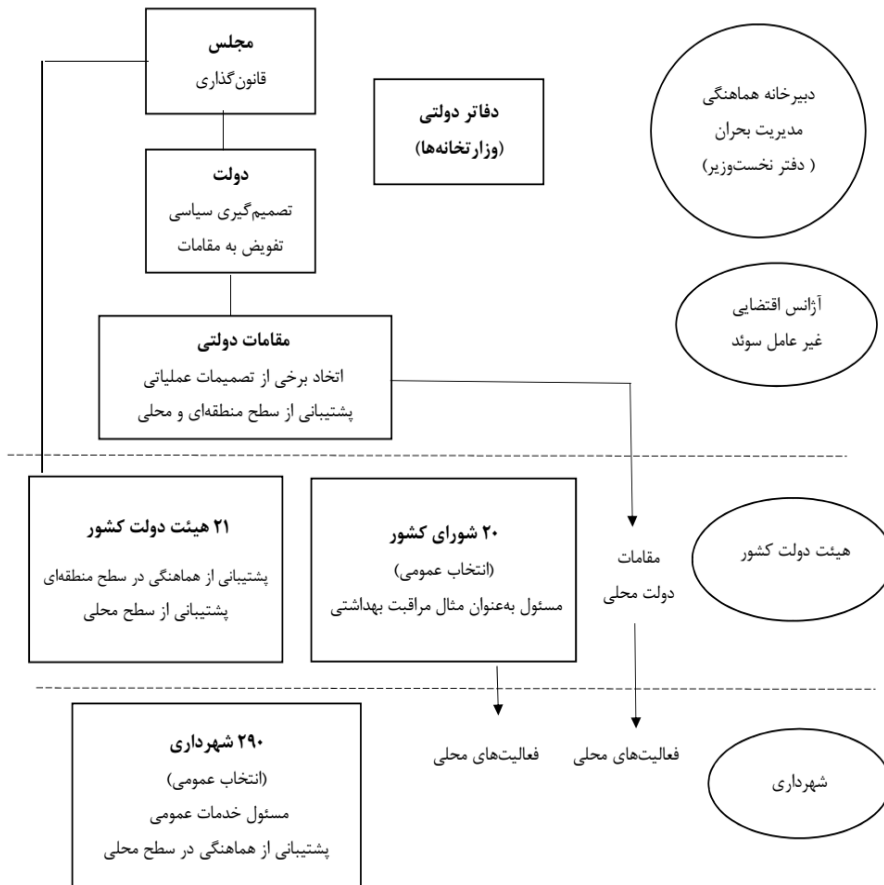 مجلس
قانون‌گذاری
دفاتر دولتی
(وزارتخانه‌ها)
دبیرخانه هماهنگی
مدیریت بحران
( دفتر نخست‌وزیر)
دولت
تصمیم‌گیری سیاسی
تفویض به مقامات
آژانس اقتضایی
غیر عامل سوئد
مقامات دولتی
اتخاد برخی از تصمیمات عملیاتی
پشتیبانی از سطح منطقه‌ای و محلی
۲۱ هیئت دولت کشور
پشتیبانی از هماهنگی در سطح منطقه‌ای
پشتیبانی از سطح محلی
۲۰ شورای کشور
(انتخاب عمومی)
مسئول به‌عنوان مثال مراقبت بهداشتی
مقامات
دولت محلی
هیئت دولت کشور
۲۹۰ شهرداری
(انتخاب عمومی)
مسئول خدمات عمومی
پشتیبانی از هماهنگی در سطح محلی
فعالیت‌های محلی
فعالیت‌های محلی
شهرداری